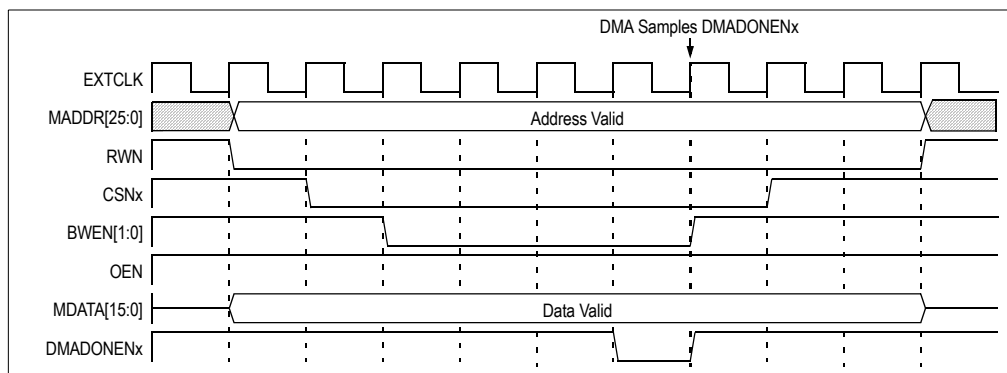 DMA Samples DMADONENx
EXTCLK
MADDR[25:0]
Address Valid
RWN
CSNx
BWEN[1:0]
OEN
MDATA[15:0]
Data Valid
DMADONENx